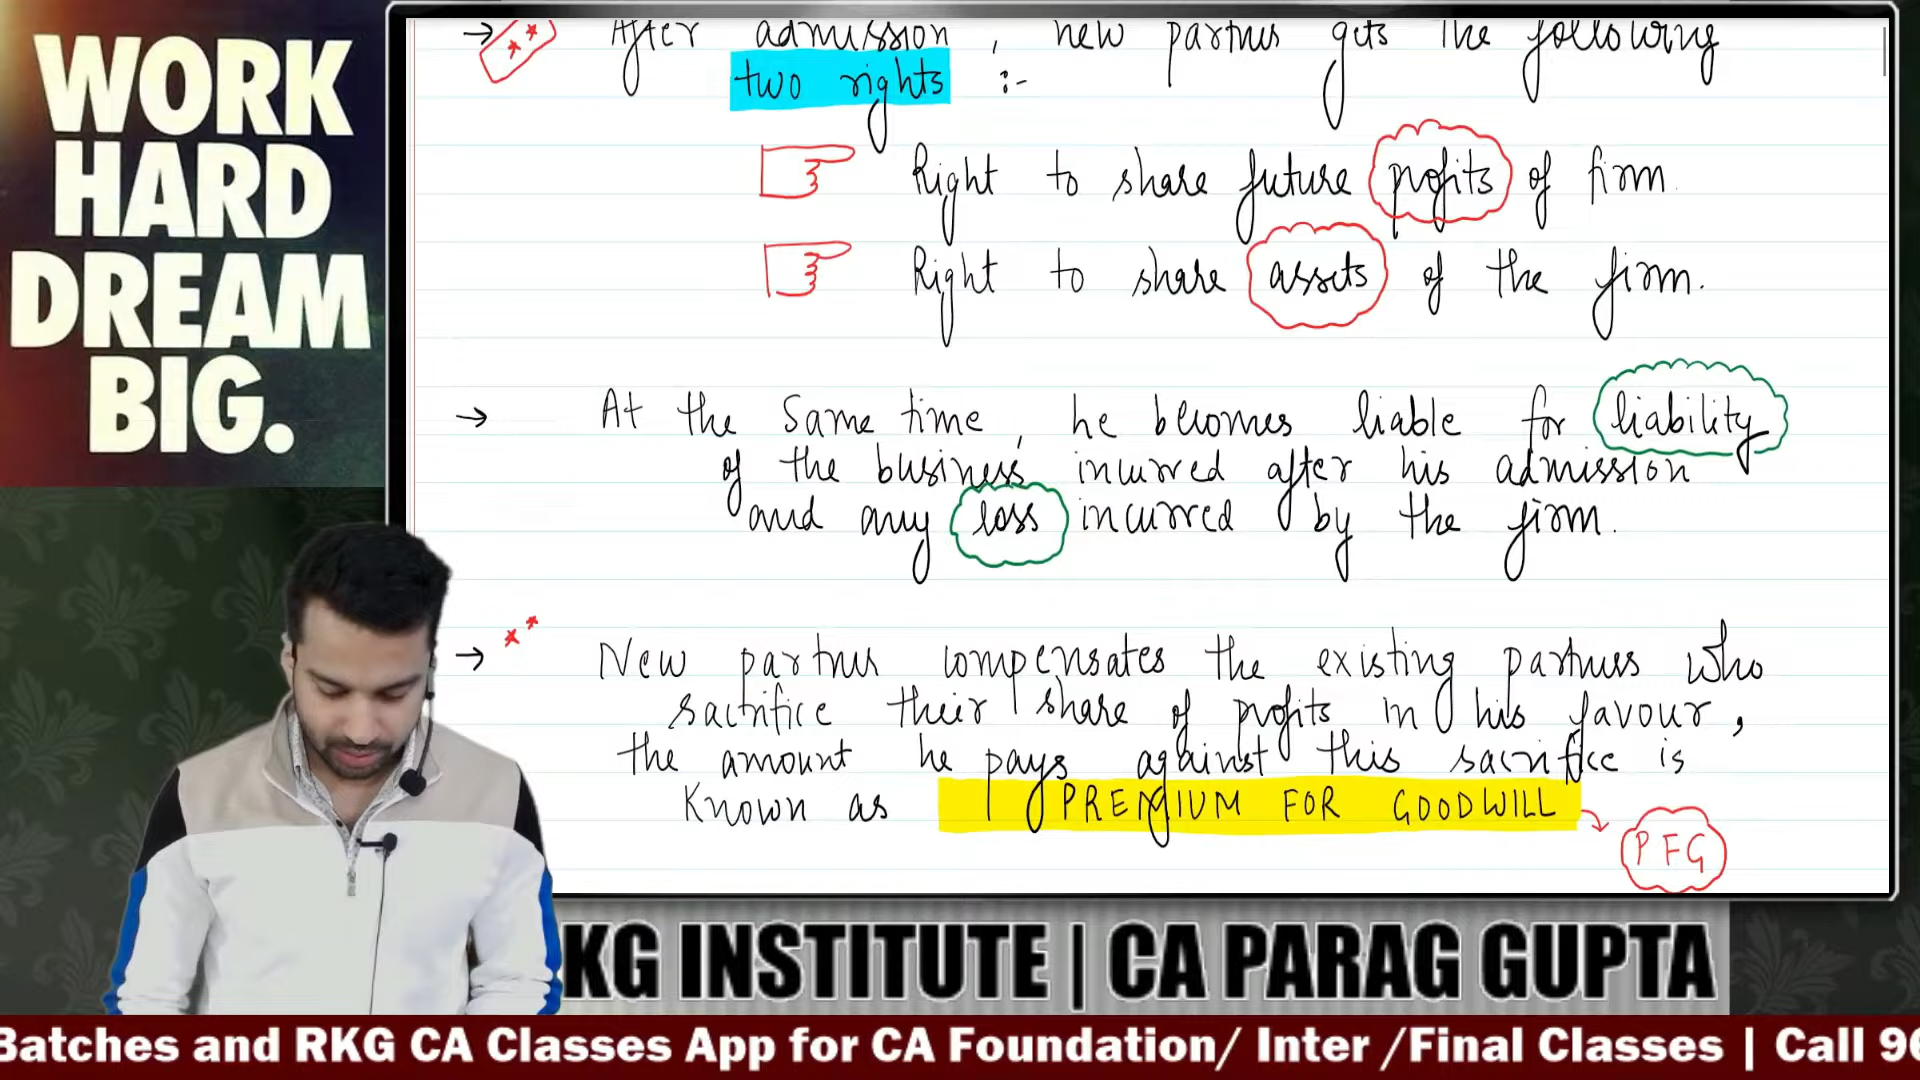 WORK
HARD
DREAM
BIG.
→ ** After admission, new partner gets the following
two rights :-
Right to share future profits of firm.
Right to share assets of the firm.
→ At the same time, he becomes liable for liability
of the business incurred after his admission
and any loss incurred by the firm.
→ ** New partner compensates the existing partners who
sacrifice their share of profits in his favour,
the amount he pays against this sacrifice is
known as PREMIUM FOR GOODWILL
PFG
KG INSTITUTE | CA PARAG GUPTA
Batches and RKG CA Classes App for CA Foundation/ Inter /Final Classes | Call 96